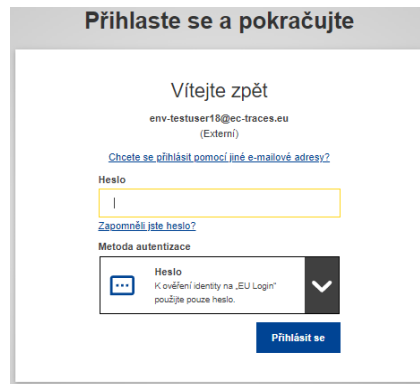 Přihlaste se a pokračujte
Vítejte zpět
env-testuser18@ec-traces.eu
(Externí)
Chcete se přihlásit pomocí jiné e-mailové adresy?
Heslo
Zapomněli jste heslo?
Metoda autentizace
Heslo
K ověření identity na „EU Login“
použijte pouze heslo.
Přihlásit se